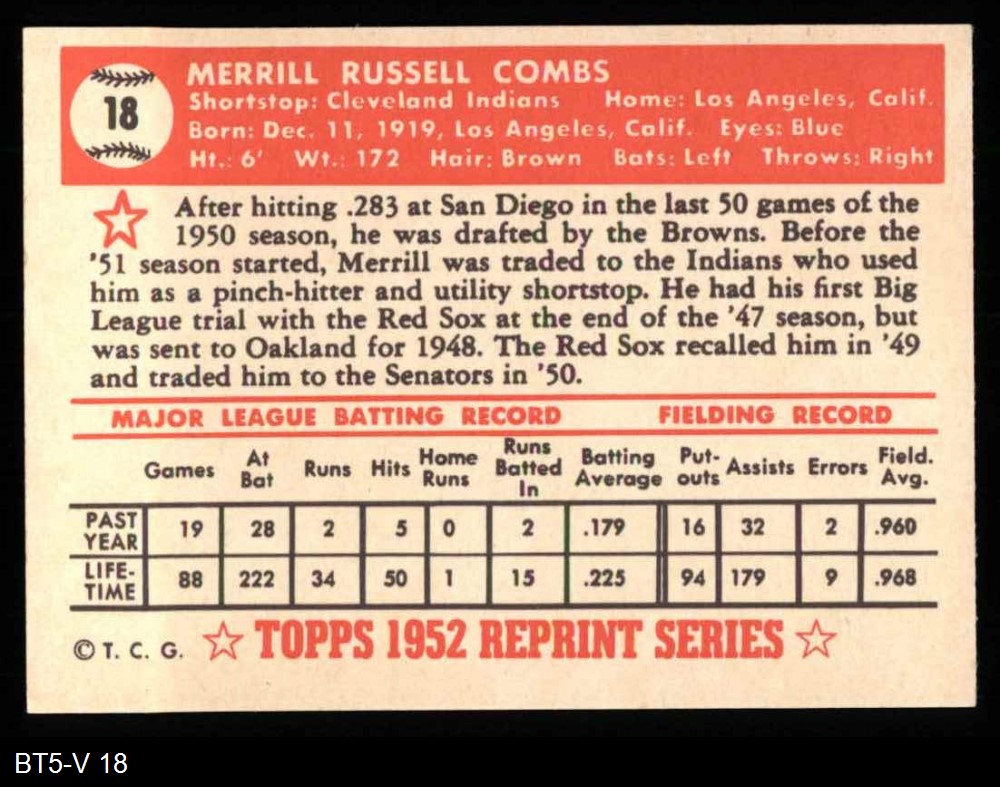 18
MERRILL RUSSELL COMBS
Shortstop: Cleveland Indians Home: Los Angeles, Calif.
Born: Dec. 11, 1919, Los Angeles, Calif. Eyes: Blue
Ht.: 6' Wt.: 172 Hair: Brown Bats: Left Throws: Right
After hitting .283 at San Diego in the last 50 games of the
1950 season, he was drafted by the Browns. Before the
'51 season started, Merrill was traded to the Indians who used
him as a pinch-hitter and utility shortstop. He had his first Big
League trial with the Red Sox at the end of the '47 season, but
was sent to Oakland for 1948. The Red Sox recalled him in '49
and traded him to the Senators in '50.
MAJOR LEAGUE BATTING RECORD FIELDING RECORD
Games At Bat Runs Hits Home Runs Runs Batted In Batting Average Put-outs Assists Errors Field. Avg.
PAST YEAR 19 28 2 5 0 2 .179 16 32 2 .960
LIFE-TIME 88 222 34 50 1 15 .225 94 179 9 .968
© T. C. G. TOPPS 1952 REPRINT SERIES
BT5-V 18